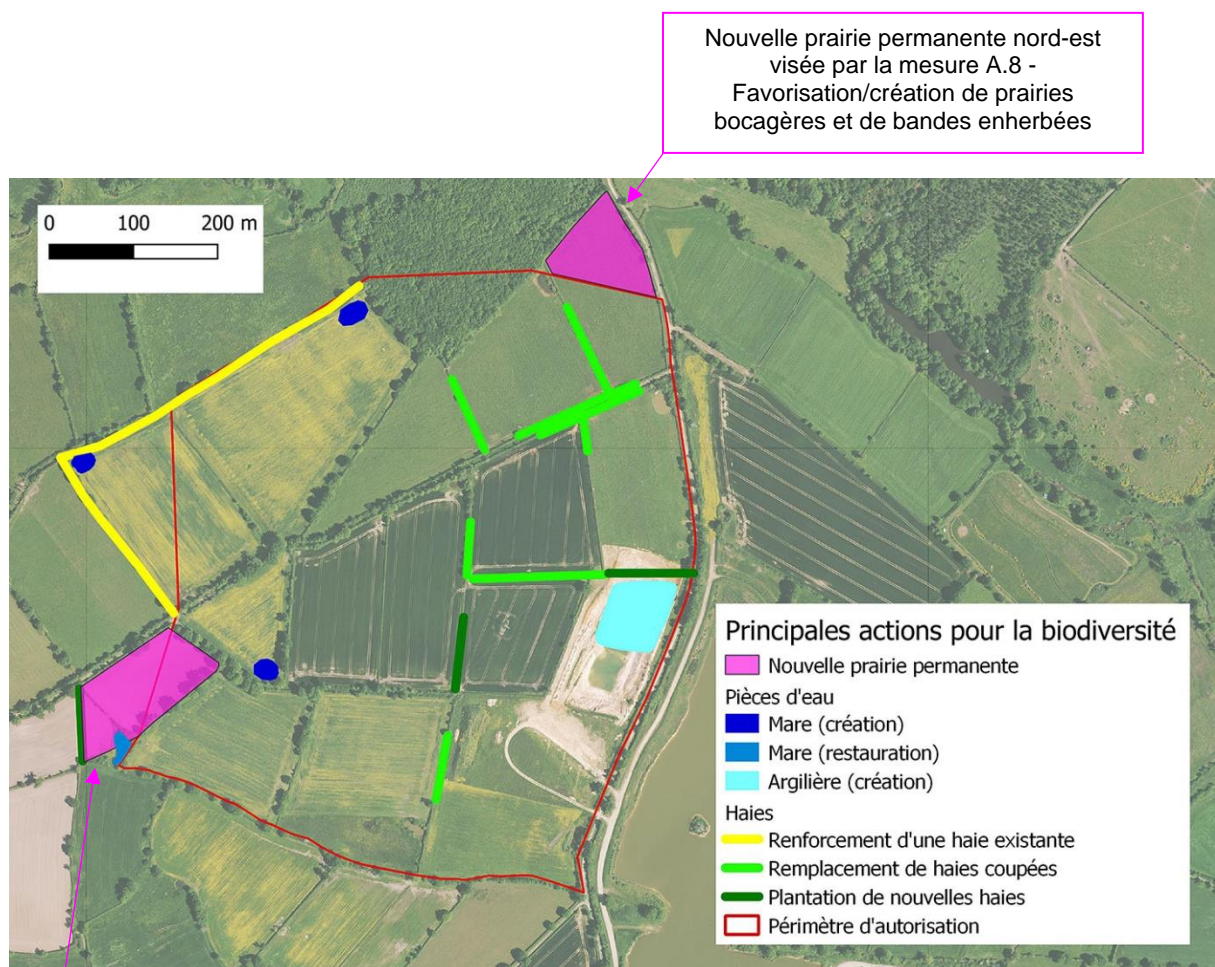 Nouvelle prairie permanente nord-est
visée par la mesure A.8 -
Favorisation/création de prairies
bocagères et de bandes enherbées
0 100 200 m
Principales actions pour la biodiversité
Nouvelle prairie permanente
Pièces d'eau
Mare (création)
Mare (restauration)
Argilière (création)
Haies
Renforcement d'une haie existante
Remplacement de haies coupées
Plantation de nouvelles haies
Périmètre d'autorisation